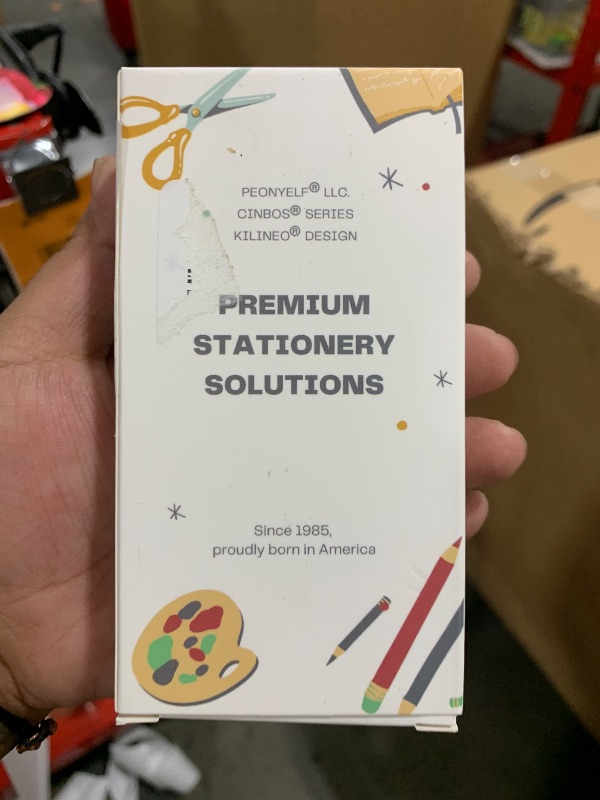 PEONYELF® LLC.
CINBOS® SERIES
KILINEO® DESIGN
PREMIUM
STATIONERY
SOLUTIONS
Since 1985,
proudly born in America